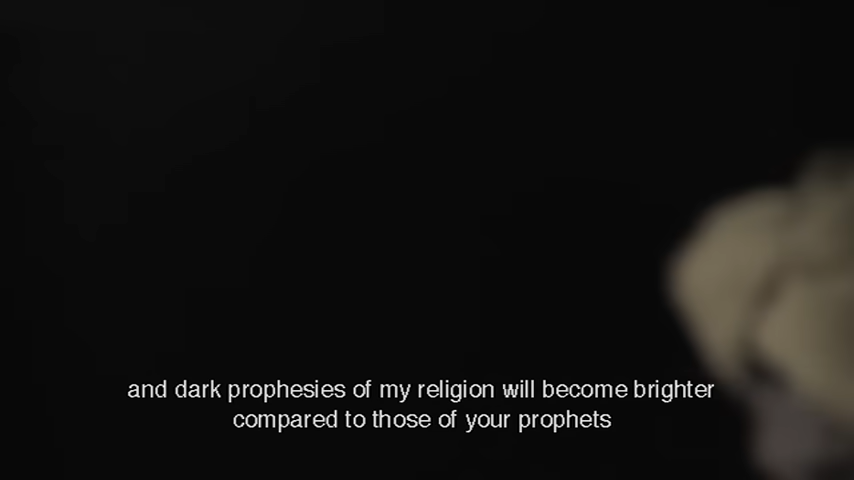 and dark prophesies of my religion will become brighter
compared to those of your prophets